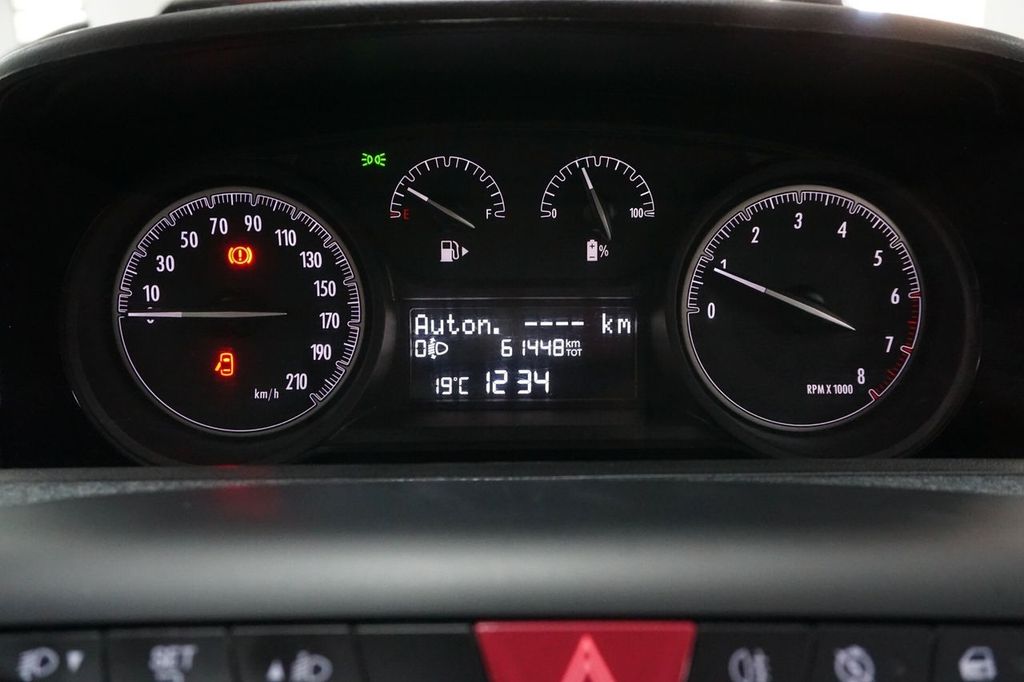 10 30 50 70 90 110 130 150 170 190 210
km/h
E F
0 100
%
Auton. ---- km
0 61448 km TOT
19°C 12 34
0 1 2 3 4 5 6 7 8
RPM X 1000
SET